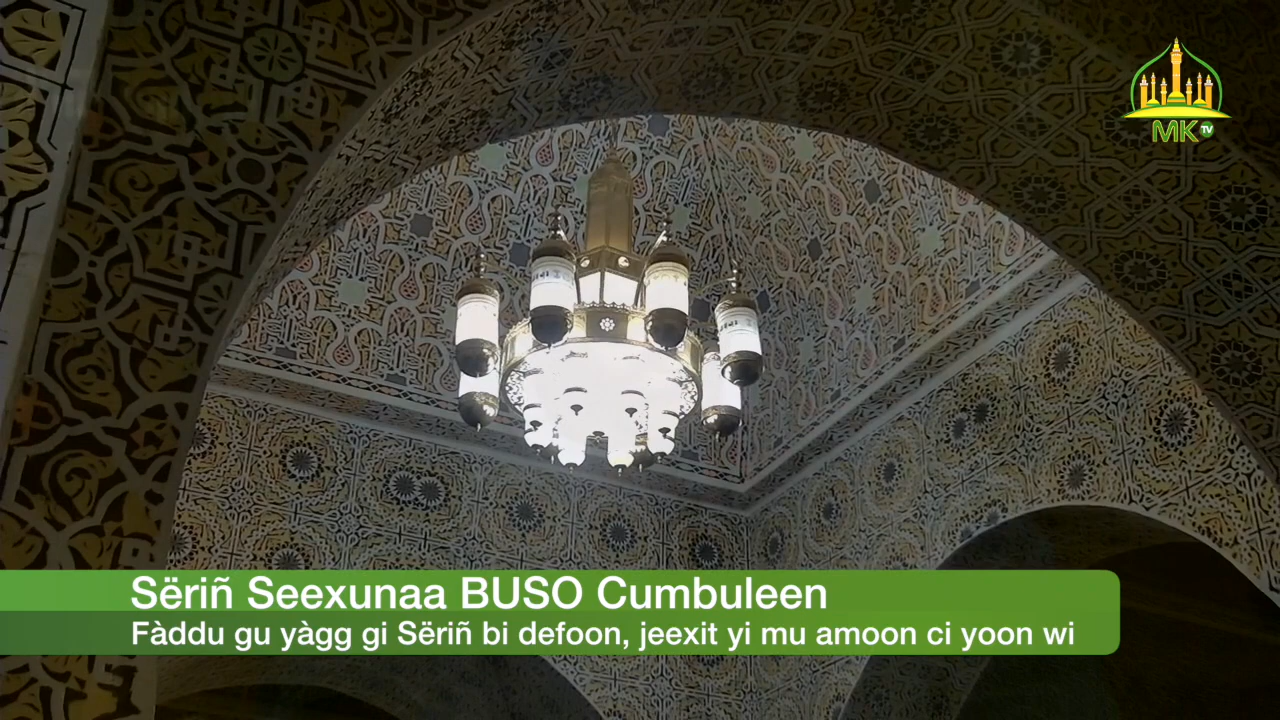 MK TV
Sëriñ Seexunaa BUSO Cumbuleen
Fàddu gu yàgg gi Sëriñ bi defoon, jeexit yi mu amoon ci yoon wi